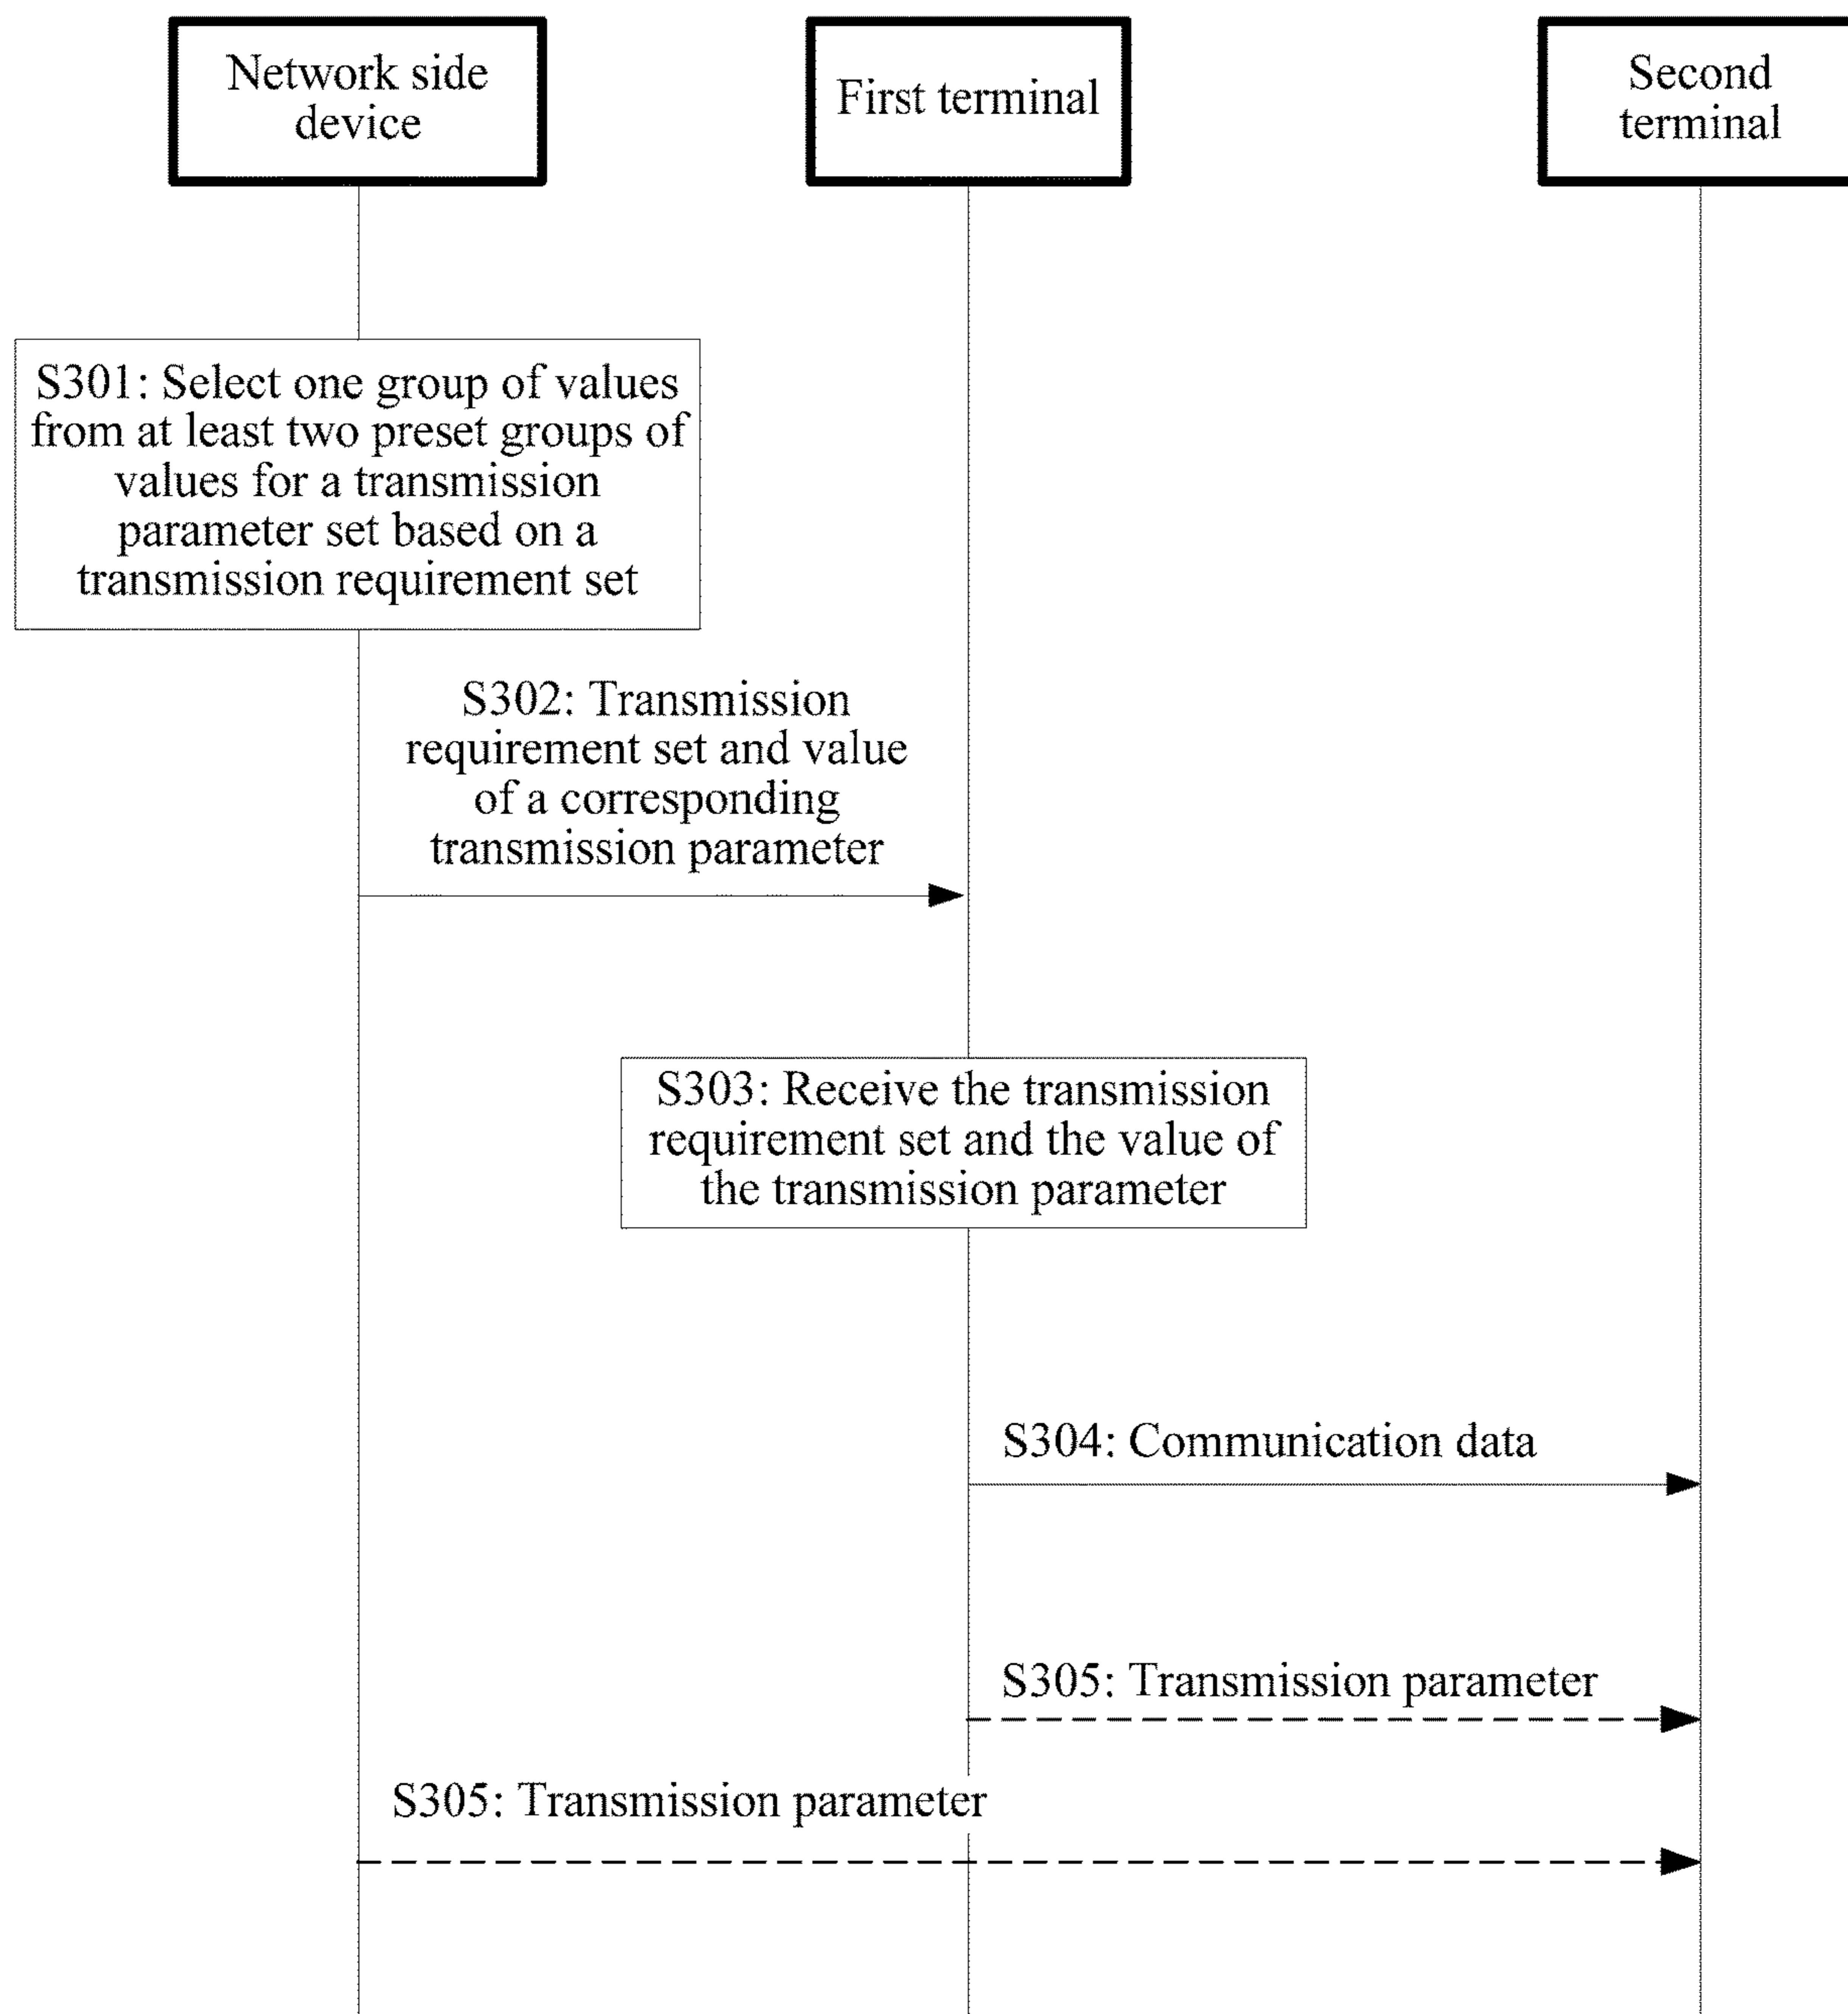 Network side
device
First terminal
Second
terminal
S301: Select one group of values
from at least two preset groups of
values for a transmission
parameter set based on a
transmission requirement set
S302: Transmission
requirement set and value
of a corresponding
transmission parameter
S303: Receive the transmission
requirement set and the value of
the transmission parameter
S304: Communication data
S305: Transmission parameter
S305: Transmission parameter